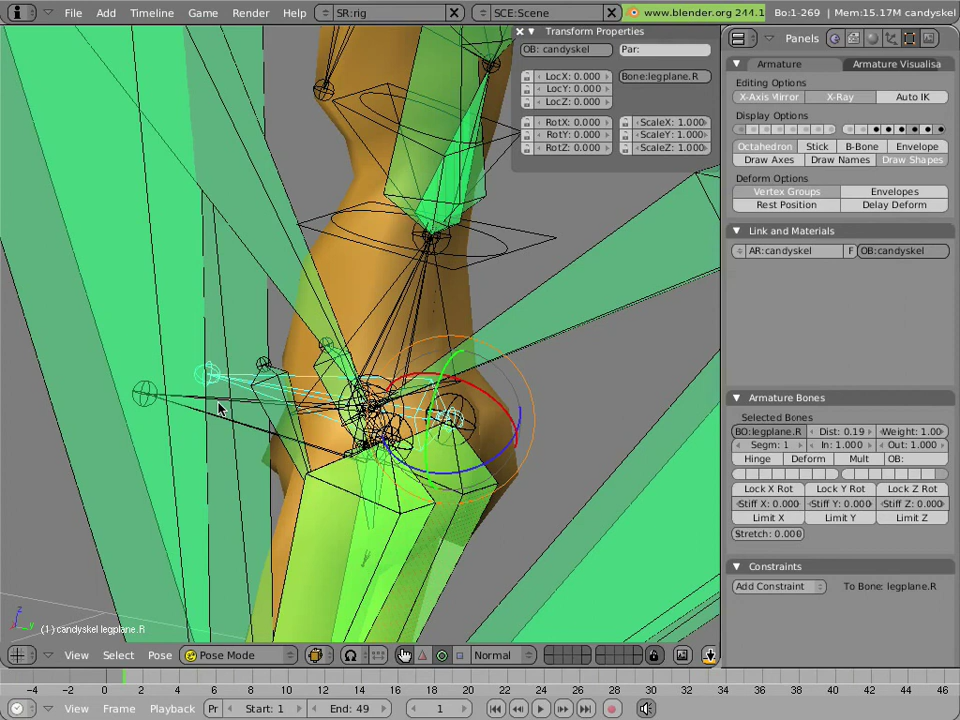 File Add Timeline Game Render Help SR:rig SCE:Scene www.blender.org 244.1 Bo:1-269 | Mem:15.17M candyskel
Transform Properties
OB: candyskel Par:
LocX: 0.000 Bone:legplane.R
LocY: 0.000
LocZ: 0.000
RotX: 0.000 ScaleX: 1.000
RotY: 0.000 ScaleY: 1.000
RotZ: 0.000 ScaleZ: 1.000
Panels
Armature Armature Visualisa
Editing Options
X-Axis Mirror X-Ray Auto IK
Display Options
Octahedron Stick B-Bone Envelope
Draw Axes Draw Names Draw Shapes
Deform Options
Vertex Groups Envelopes
Rest Position Delay Deform
Link and Materials
AR:candyskel F OB:candyskel
Armature Bones
Selected Bones
BO:legplane.R Dist: 0.19 Weight: 1.00
Segm: 1 In: 1.000 Out: 1.000
Hinge Deform Mult OB:
Lock X Rot Lock Y Rot Lock Z Rot
Stiff X: 0.000 Stiff Y: 0.000 Stiff Z: 0.000
Limit X Limit Y Limit Z
Stretch: 0.000
Constraints
Add Constraint To Bone: legplane.R
z
y
(1) candyskel legplane.R
View Select Pose Pose Mode Normal
-4 -2 0 2 4 6 8 10 12 14 16 18 20 22 24 26 28 30 32 34 36 38 40 42 44 46
View Frame Playback Pr Start: 1 End: 49 1